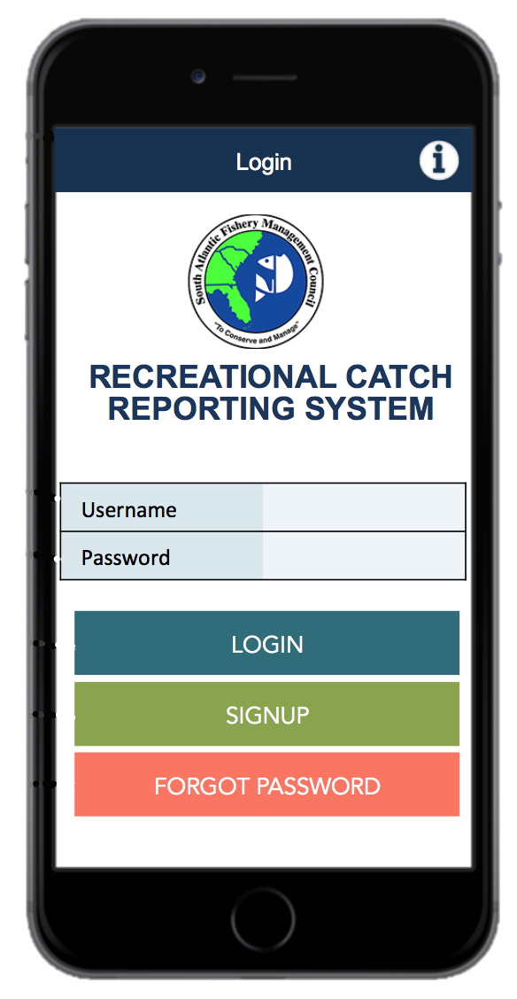 Login
i
South Atlantic Fishery Management Council
"To Conserve and Manage"
RECREATIONAL CATCH
REPORTING SYSTEM
Username
Password
LOGIN
SIGNUP
FORGOT PASSWORD